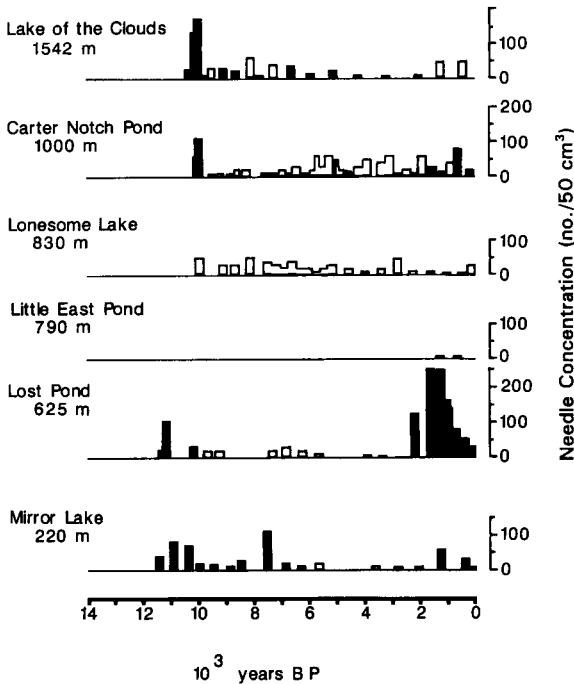 Lake of the Clouds
1542 m
100
0
Carter Notch Pond
1000 m
200
100
0
Lonesome Lake
830 m
100
0
Little East Pond
790 m
100
0
Lost Pond
625 m
200
100
0
Mirror Lake
220 m
100
0
Needle Concentration (no./50 cm³)
14 12 10 8 6 4 2 0
10³ years BP